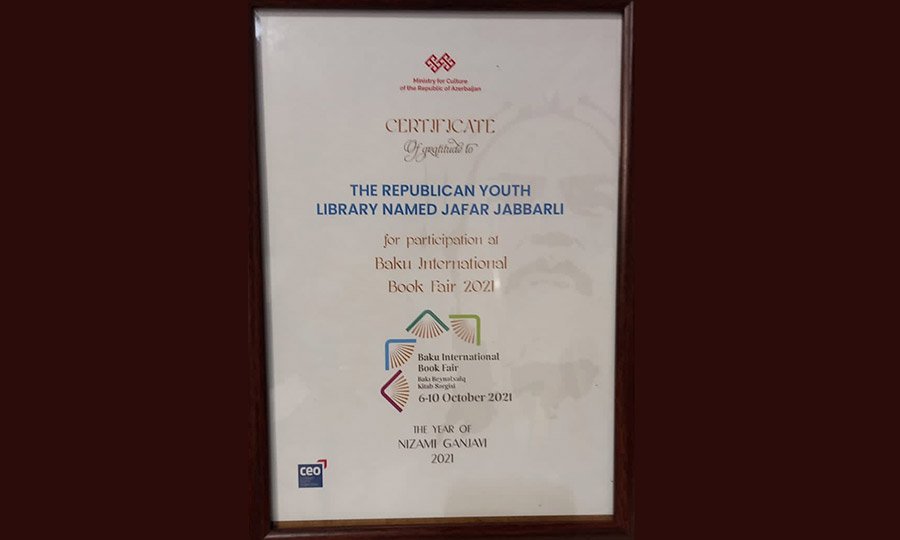 Ministry for Culture
of the Republic of Azerbaijan
CERTIFICATE
Of gratitude to
THE REPUBLICAN YOUTH
LIBRARY NAMED JAFAR JABBARLI
for participation at
Baku International
Book Fair 2021
Baku International
Book Fair
Bakı Beynəlxalq
Kitab Sərgisi
6-10 October 2021
THE YEAR OF
NIZAMI GANJAVI
2021
ceo